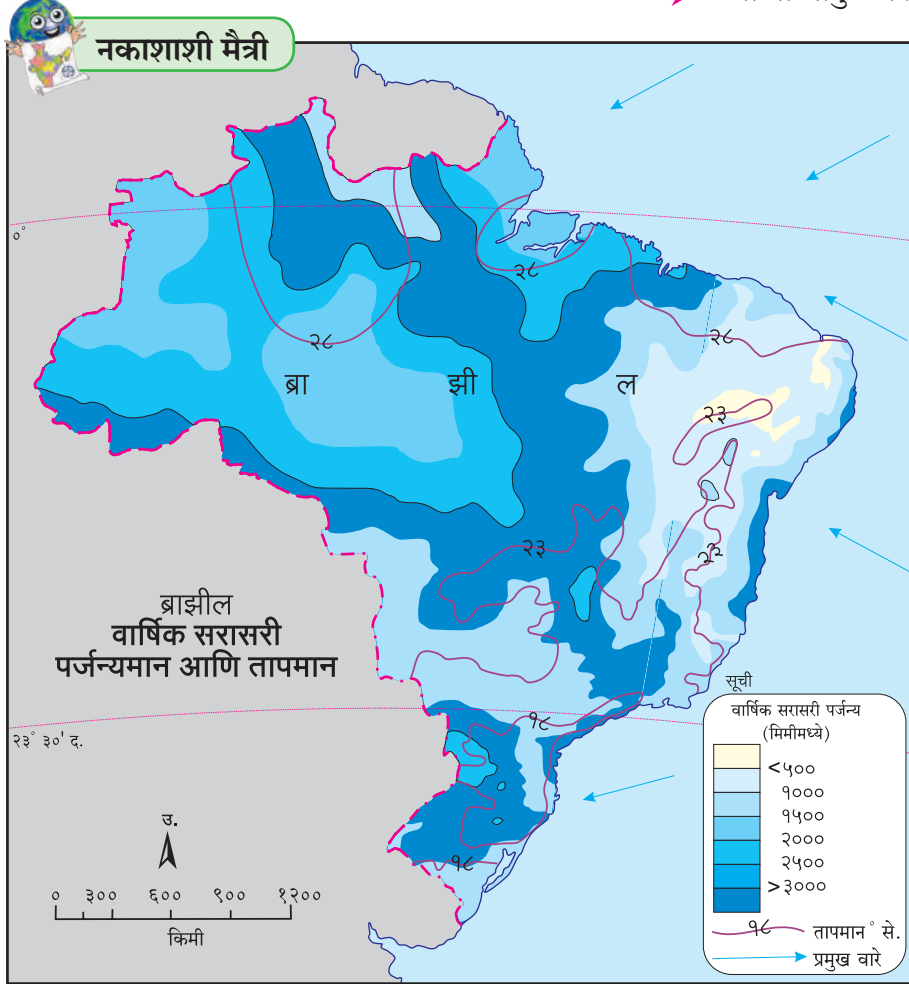 नकाशाशी मैत्री
०°
२८
२८
२८
ब्रा झी ल
२३
२३
२३
ब्राझील
वार्षिक सरासरी
पर्जन्यमान आणि तापमान
२३° ३०' द.
१८
१८
उ.
० ३०० ६०० ९०० १२००
किमी
सूची
वार्षिक सरासरी पर्जन्य
(मिमीमध्ये)
<५००
१०००
१५००
२०००
२५००
>३०००
१८ तापमान° से.
प्रमुख वारे